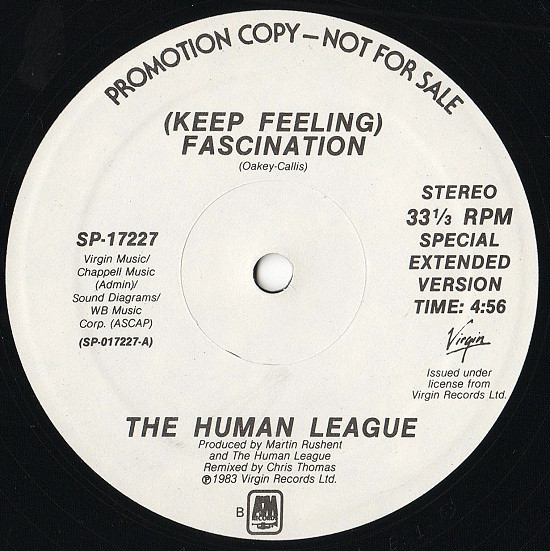 PROMOTION COPY—NOT FOR SALE
(KEEP FEELING)
FASCINATION
(Oakey-Callis)
SP-17227
Virgin Music/
Chappell Music
(Admin)/
Sound Diagrams/
WB Music
Corp. (ASCAP)
(SP-017227-A)
STEREO
33 1/3 RPM
SPECIAL
EXTENDED
VERSION
TIME: 4:56
Virgin
Issued under
license from
Virgin Records Ltd.
THE HUMAN LEAGUE
Produced by Martin Rushent
and The Human League
Remixed by Chris Thomas
℗1983 Virgin Records Ltd.
B
A&M
RECORDS